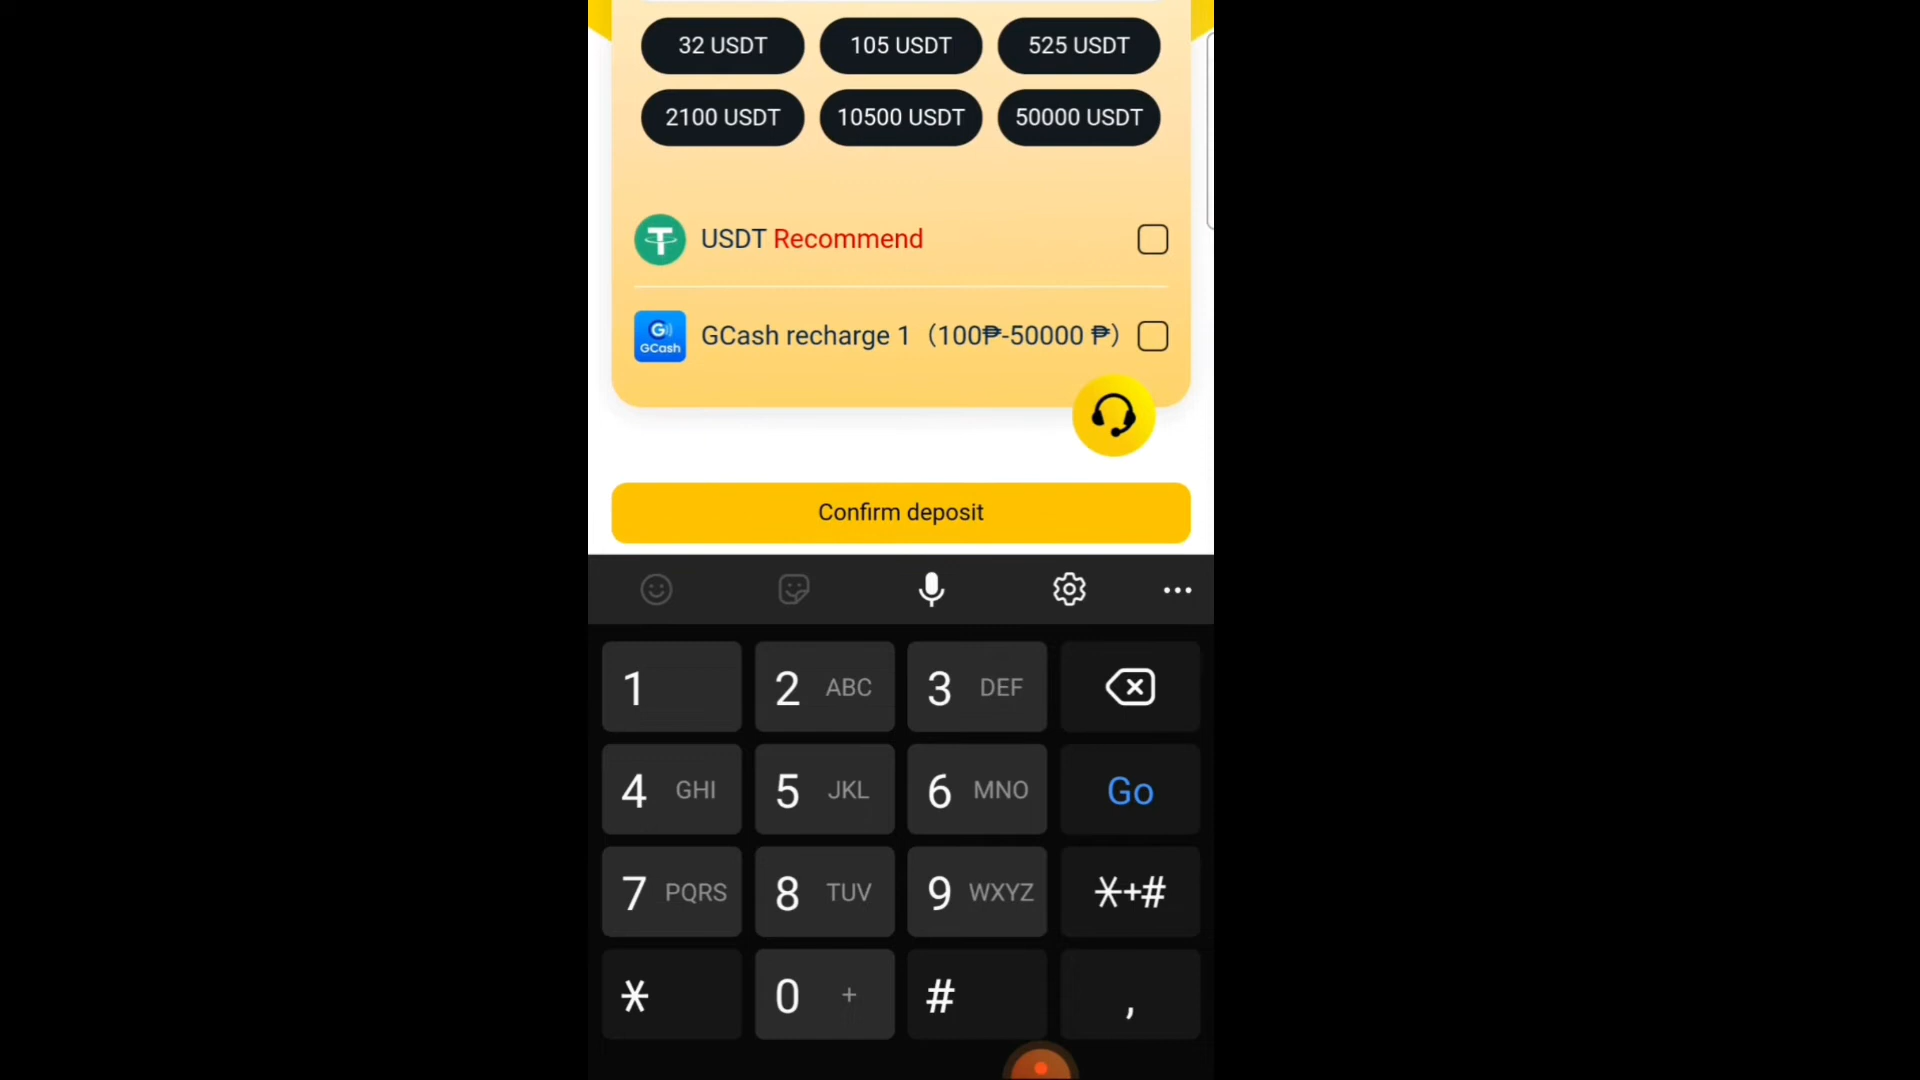 32 USDT 105 USDT 525 USDT
2100 USDT 10500 USDT 50000 USDT
USDT Recommend
G GCash GCash recharge 1（100₱-50000 ₱）
Confirm deposit
1 2 ABC 3 DEF
4 GHI 5 JKL 6 MNO Go
7 PQRS 8 TUV 9 WXYZ *+#
* 0 + # ,